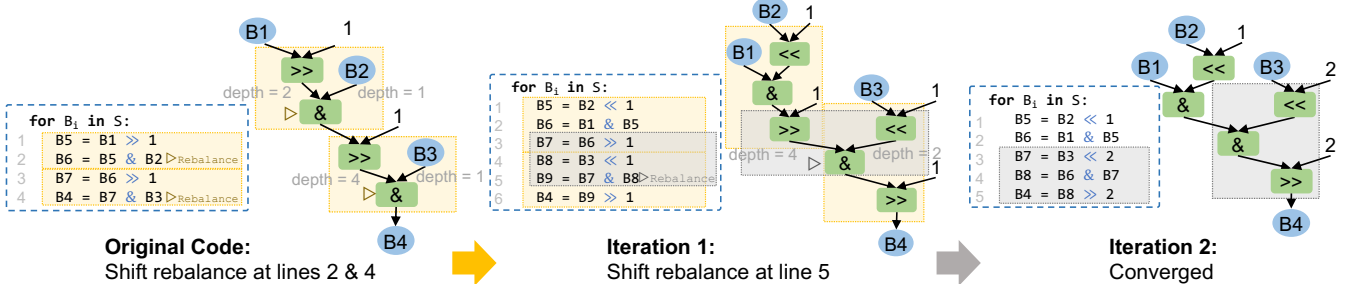 for B_i in S:
1 B5 = B1 ≫ 1
2 B6 = B5 & B2 ▷Rebalance
3 B7 = B6 ≫ 1
4 B4 = B7 & B3 ▷Rebalance
B1
1
>>
B2
depth = 2
depth = 1
▷
&
1
>>
B3
depth = 4
depth = 1
▷
&
B4
Original Code:
Shift rebalance at lines 2 & 4
for B_i in S:
1 B5 = B2 ≪ 1
2 B6 = B1 & B5
3 B7 = B6 ≫ 1
4 B8 = B3 ≪ 1
5 B9 = B7 & B8▷Rebalance
6 B4 = B9 ≫ 1
B2
1
B1
<<
&
1
B3
1
>>
<<
depth = 4
depth = 2
▷
&
1
>>
B4
Iteration 1:
Shift rebalance at line 5
for B_i in S:
1 B5 = B2 ≪ 1
2 B6 = B1 & B5
3 B7 = B3 ≪ 2
4 B8 = B6 & B7
5 B4 = B8 ≫ 2
B2
1
B1
<<
B3
2
&
<<
&
2
>>
B4
Iteration 2:
Converged